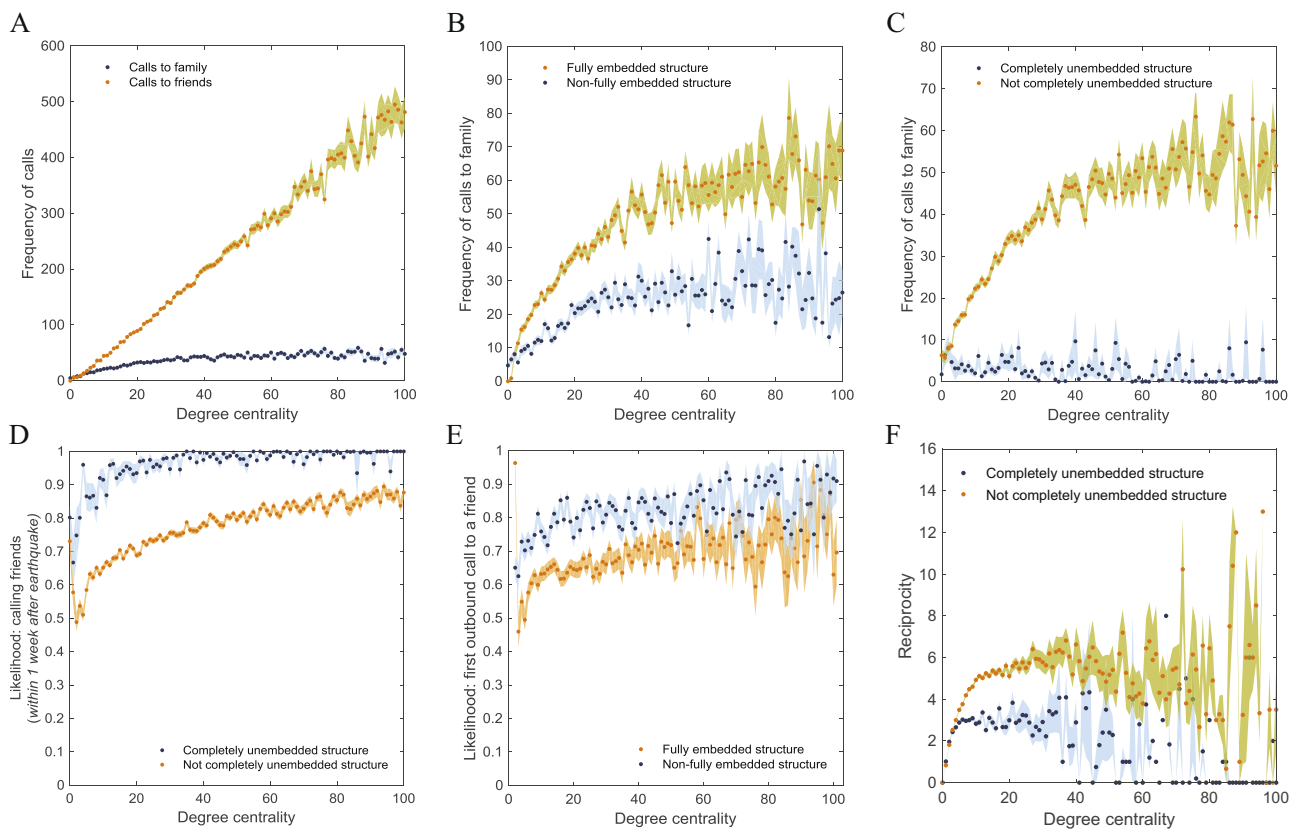 A
600
500
400
300
200
100
0
Calls to family
Calls to friends
Frequency of calls
0 20 40 60 80 100
Degree centrality
B
100
90
80
70
60
50
40
30
20
10
0
Fully embedded structure
Non-fully embedded structure
Frequency of calls to family
0 20 40 60 80 100
Degree centrality
C
80
70
60
50
40
30
20
10
0
Completely unembedded structure
Not completely unembedded structure
Frequency of calls to family
0 20 40 60 80 100
Degree centrality
D
1
0.9
0.8
0.7
0.6
0.5
0.4
0.3
0.2
0.1
0
Likelihood: calling friends
(within 1 week after earthquake)
Completely unembedded structure
Not completely unembedded structure
0 20 40 60 80 100
Degree centrality
E
1
0.9
0.8
0.7
0.6
0.5
0.4
0.3
0.2
0.1
0
Likelihood: first outbound call to a friend
Fully embedded structure
Non-fully embedded structure
0 20 40 60 80 100
Degree centrality
F
16
14
12
10
8
6
4
2
0
Completely unembedded structure
Not completely unembedded structure
Reciprocity
0 20 40 60 80 100
Degree centrality